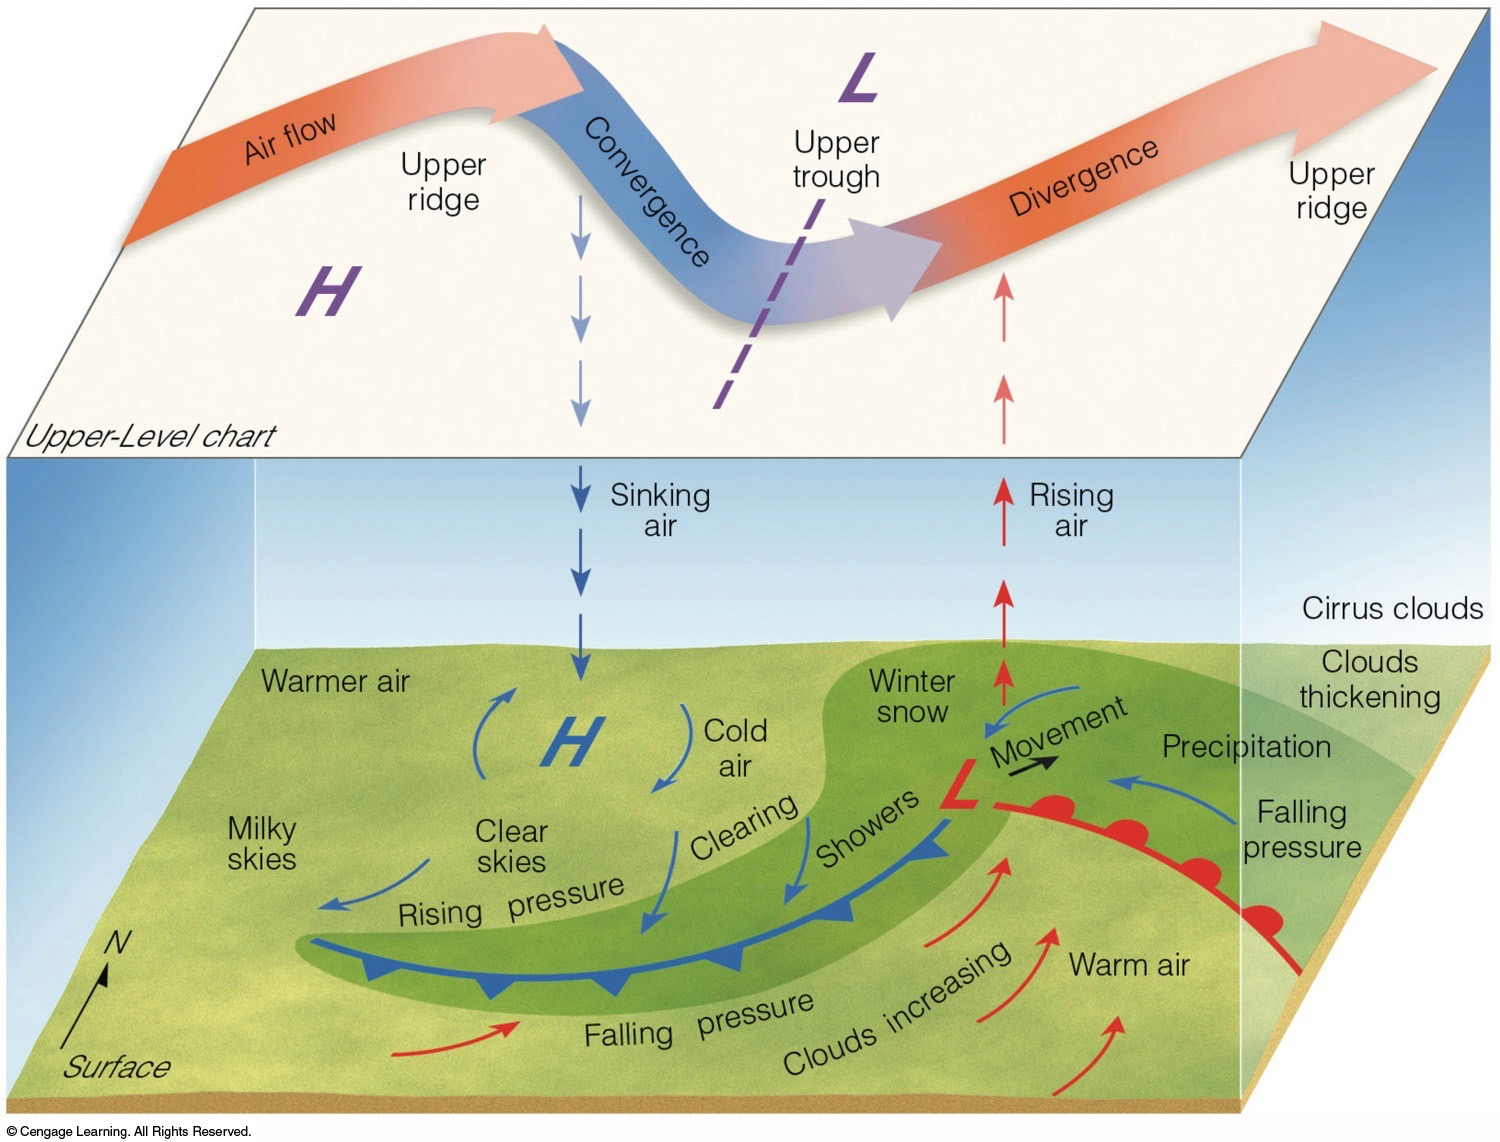 L
Air flow
Convergence
Upper
trough
Divergence
Upper
ridge
Upper
ridge
H
Upper-Level chart
Sinking
air
Rising
air
Cirrus clouds
Clouds
thickening
Warmer air
Winter
snow
H
Cold
air
Movement
Precipitation
L
Milky
skies
Clear
skies
Clearing
Showers
Falling
pressure
Rising pressure
N
Warm air
Clouds increasing
Falling pressure
Surface
© Cengage Learning. All Rights Reserved.